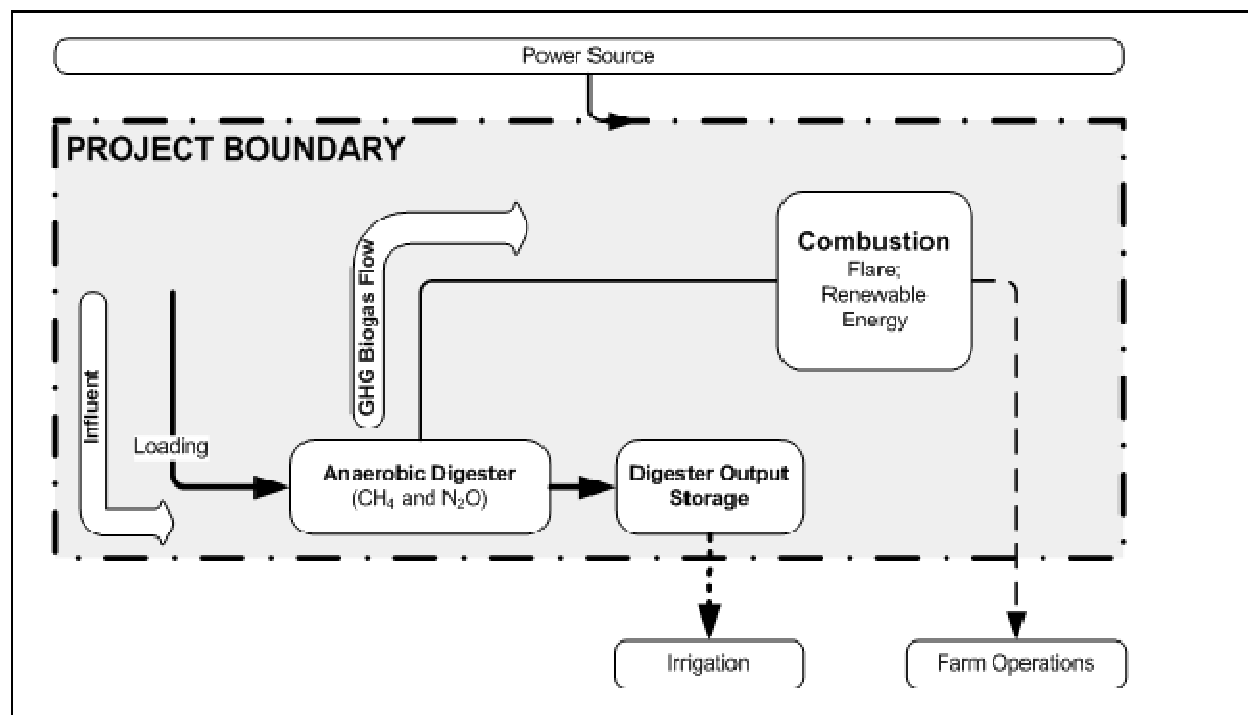 Power Source
PROJECT BOUNDARY
GHG Biogas Flow
Combustion
Flare;
Renewable
Energy
Influent
Loading
Anaerobic Digester
(CH₄ and N₂O)
Digester Output
Storage
Irrigation
Farm Operations